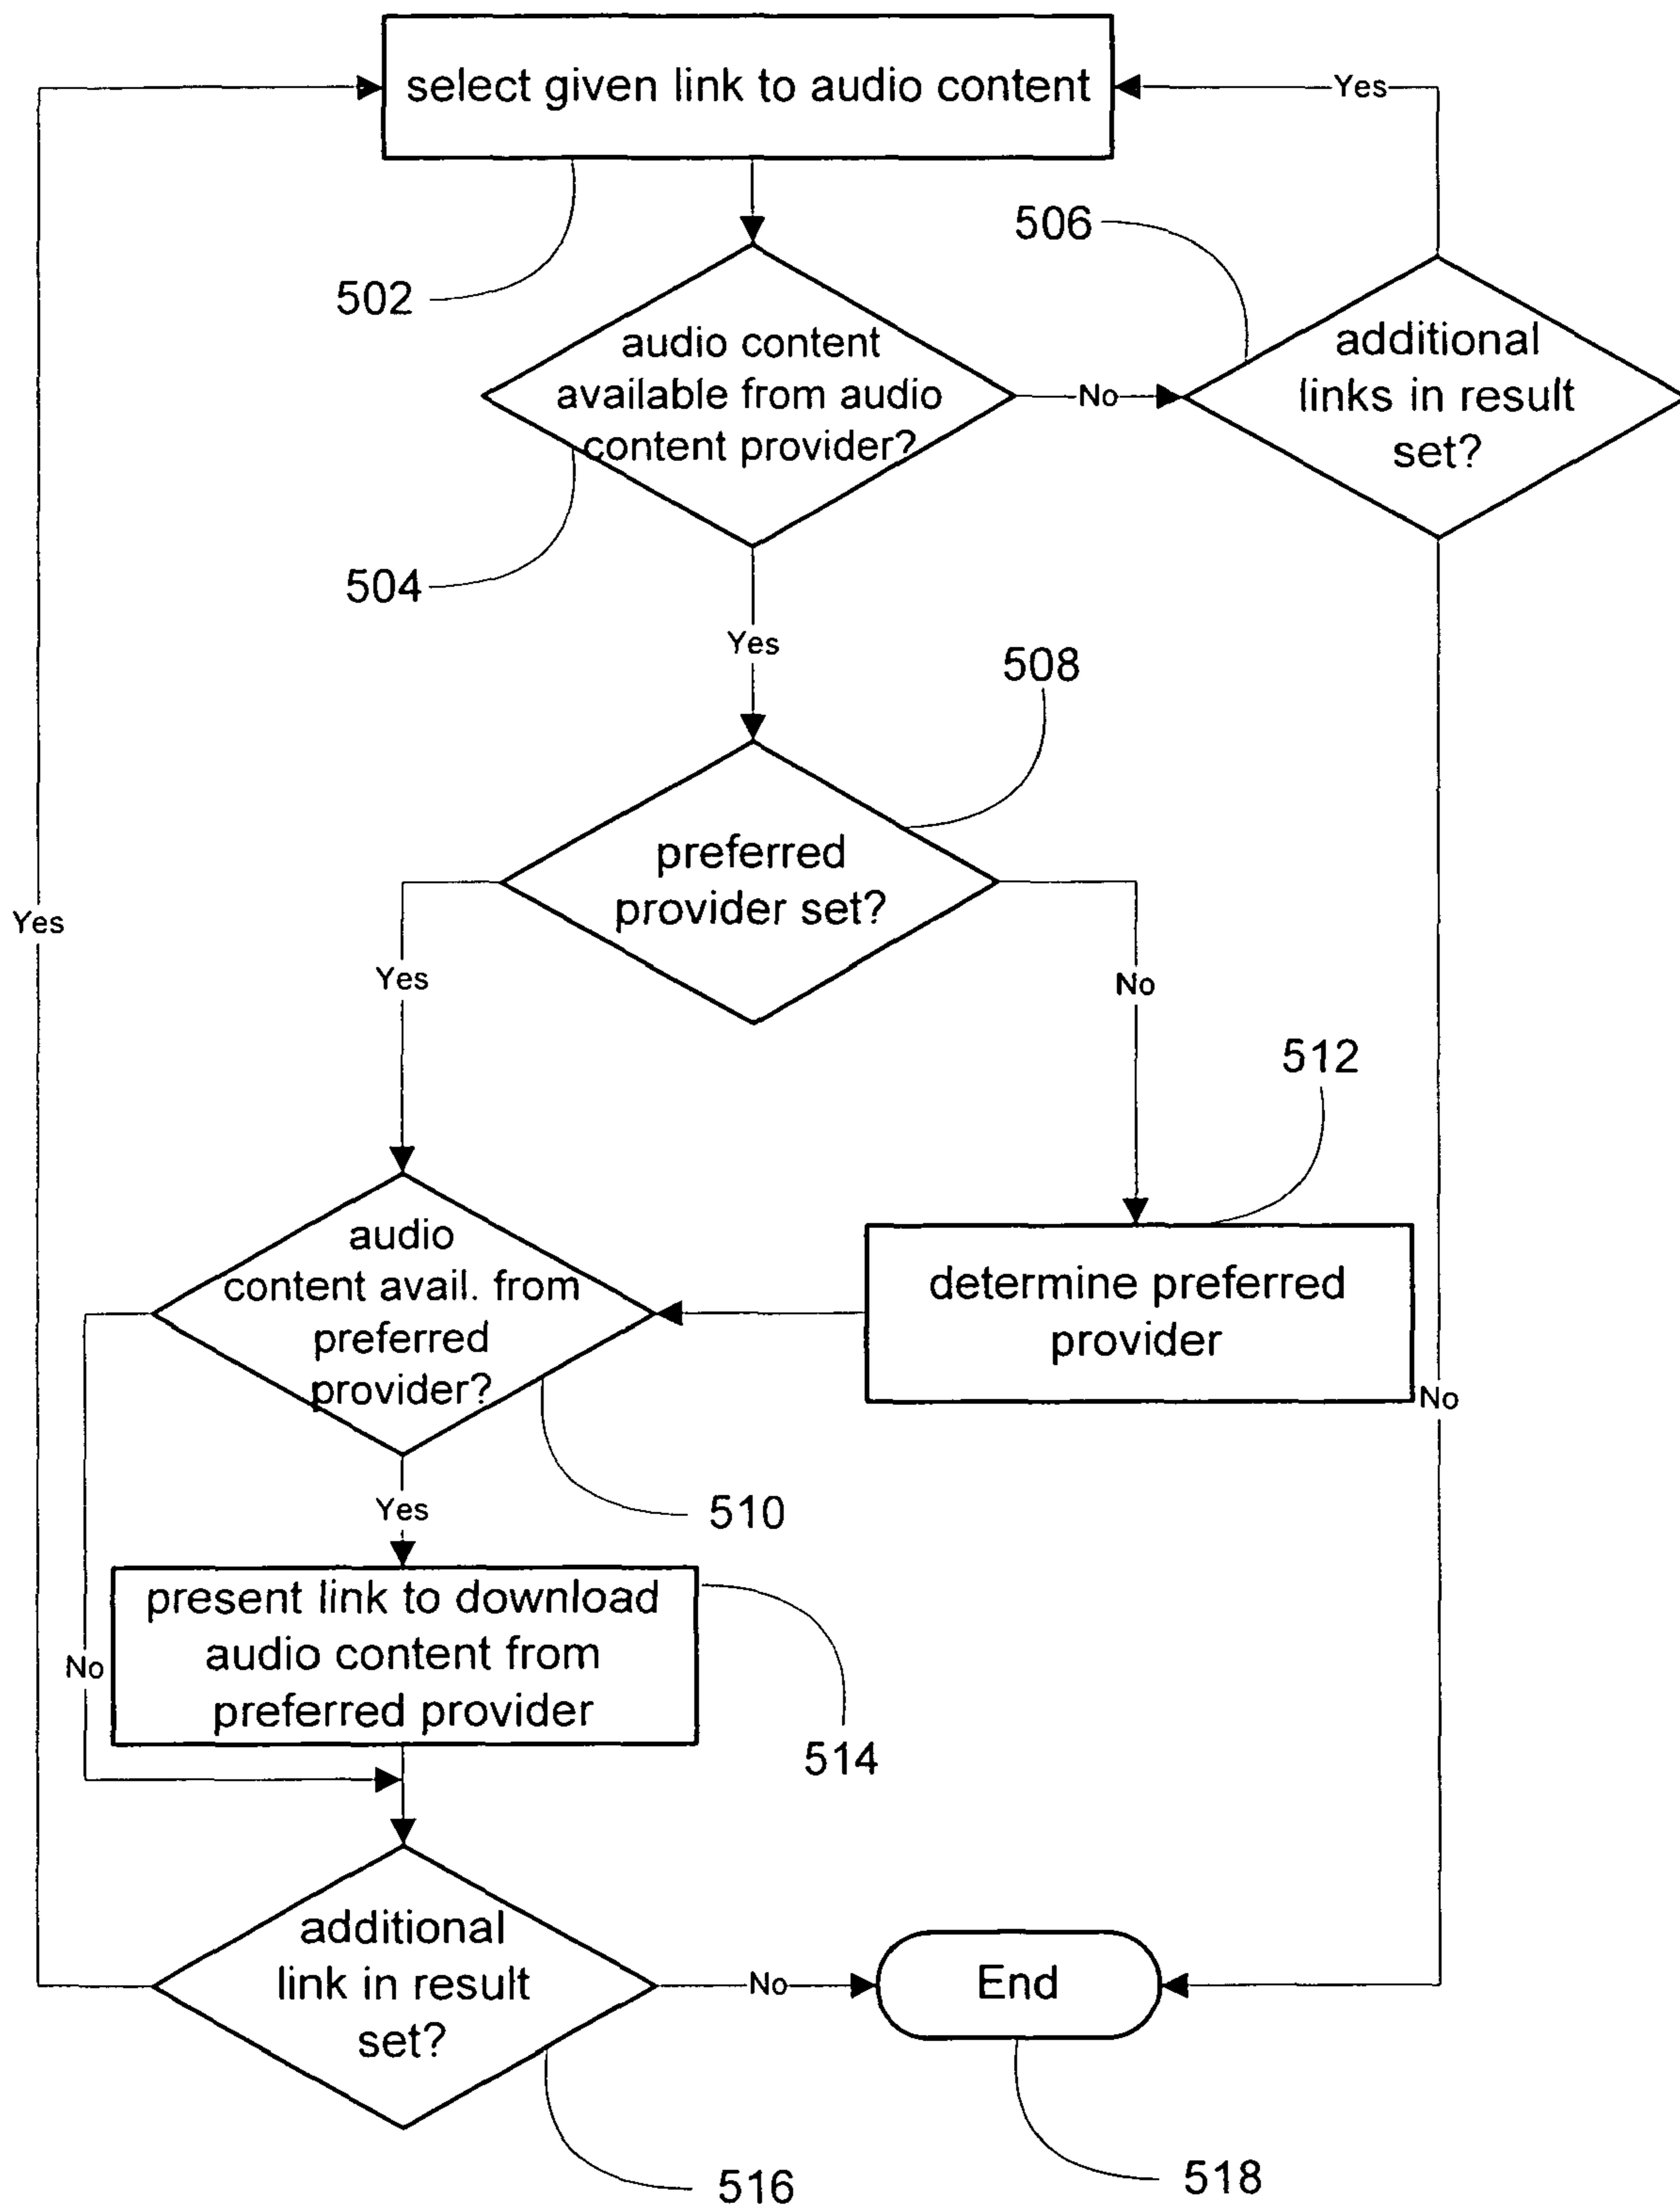 select given link to audio content
Yes
506
502
audio content
available from audio
content provider?
No
additional
links in result
set?
504
Yes
508
preferred
provider set?
Yes
Yes
No
512
audio
content avail. from
preferred
provider?
determine preferred
provider
No
Yes
510
present link to download
audio content from
preferred provider
No
514
additional
link in result
set?
No
End
516
518